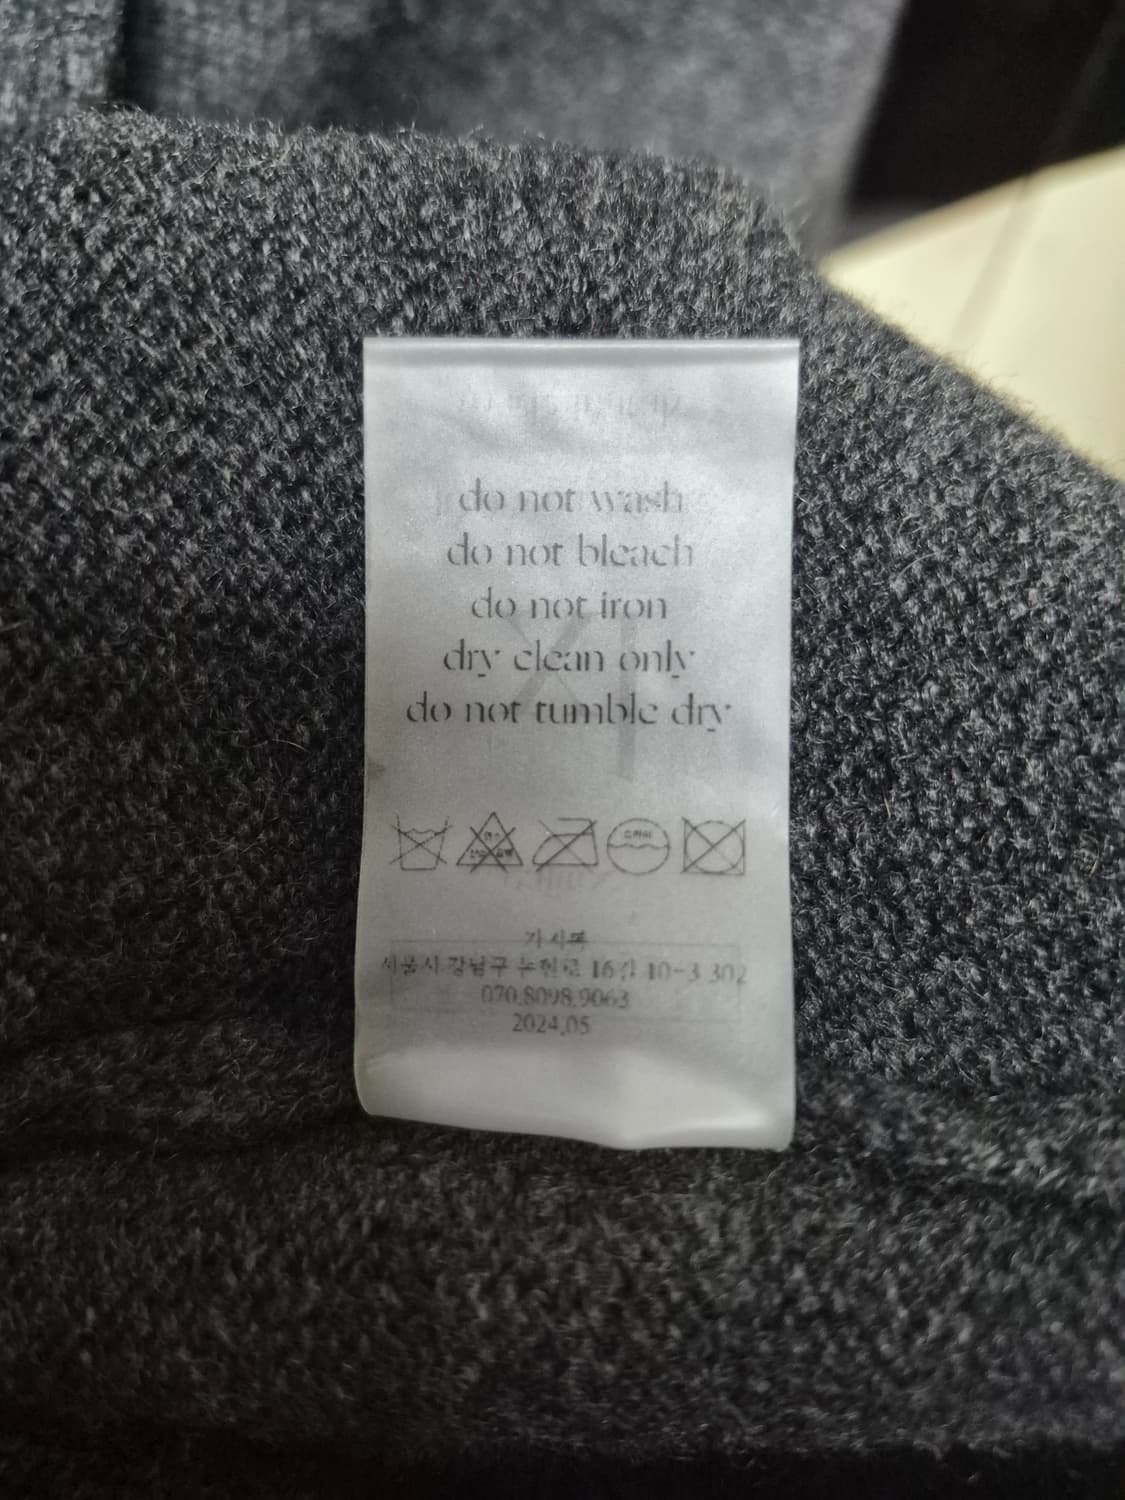 do not wash
do not bleach
do not iron
dry clean only
do not tumble dry
드라이
서울시 강남구 논현로 16길 10-3 302
070.8098.9063
2024.05